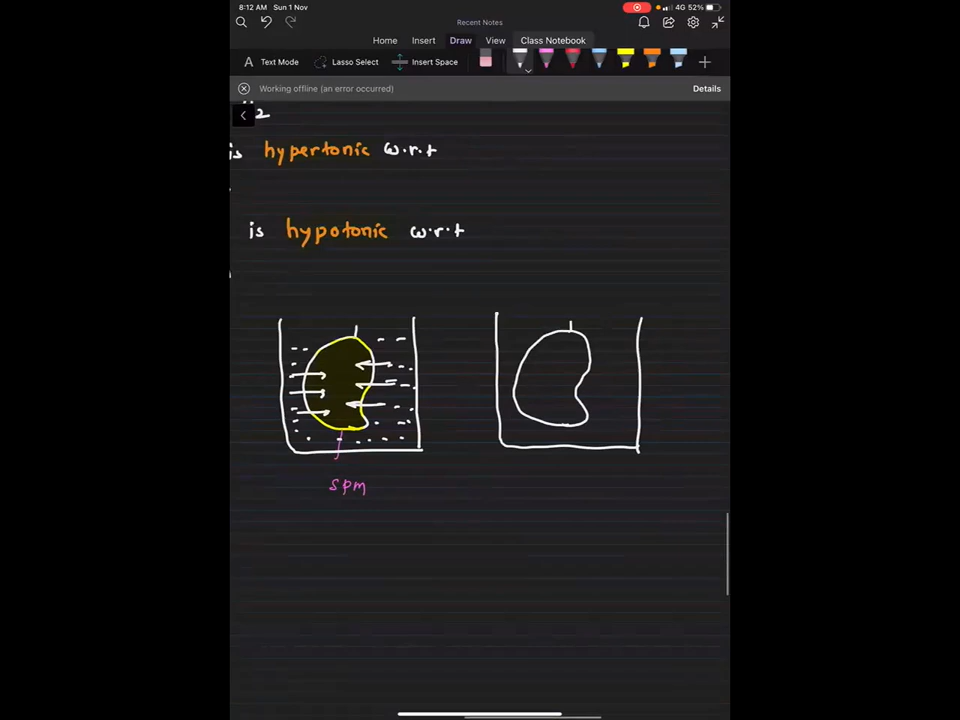 8:12 AM Sun 1 Nov
4G 52%
Recent Notes
Home Insert Draw View Class Notebook
Text Mode Lasso Select Insert Space
Working offline (an error occurred) Details
2
is hypertonic w.r.t
is hypotonic w.r.t
spm